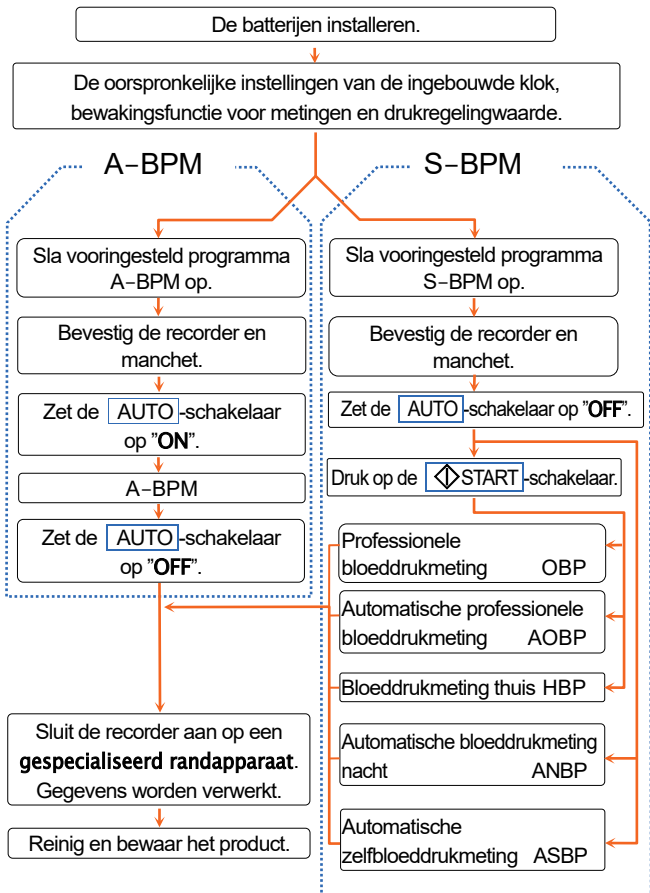 De batterijen installeren.
De oorspronkelijke instellingen van de ingebouwde klok,
bewakingsfunctie voor metingen en drukregelingwaarde.
A-BPM
Sla vooringesteld programma
A-BPM op.
Bevestig de recorder en
manchet.
Zet de AUTO -schakelaar
op "ON".
A-BPM
Zet de AUTO -schakelaar
op "OFF".
S-BPM
Sla vooringesteld programma
S-BPM op.
Bevestig de recorder en
manchet.
Zet de AUTO -schakelaar op "OFF".
Druk op de START -schakelaar.
Professionele
bloeddrukmeting OBP
Automatische professionele
bloeddrukmeting AOBP
Bloeddrukmeting thuis HBP
Automatische bloeddrukmeting
nacht ANBP
Automatische
zelfbloeddrukmeting ASBP
Sluit de recorder aan op een
gespecialiseerd randapparaat.
Gegevens worden verwerkt.
Reinig en bewaar het product.